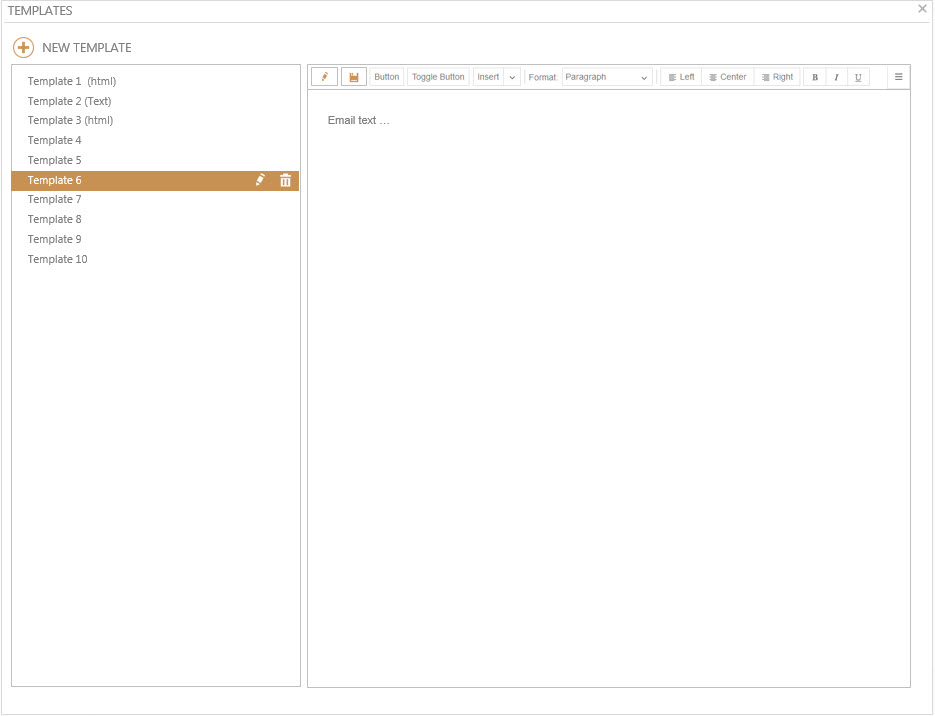 TEMPLATES
NEW TEMPLATE
Template 1  (html)
Template 2 (Text)
Template 3 (html)
Template 4
Template 5
Template 6
Template 7
Template 8
Template 9
Template 10
Button Toggle Button Insert Format: Paragraph Left Center Right B I U
Email text ...